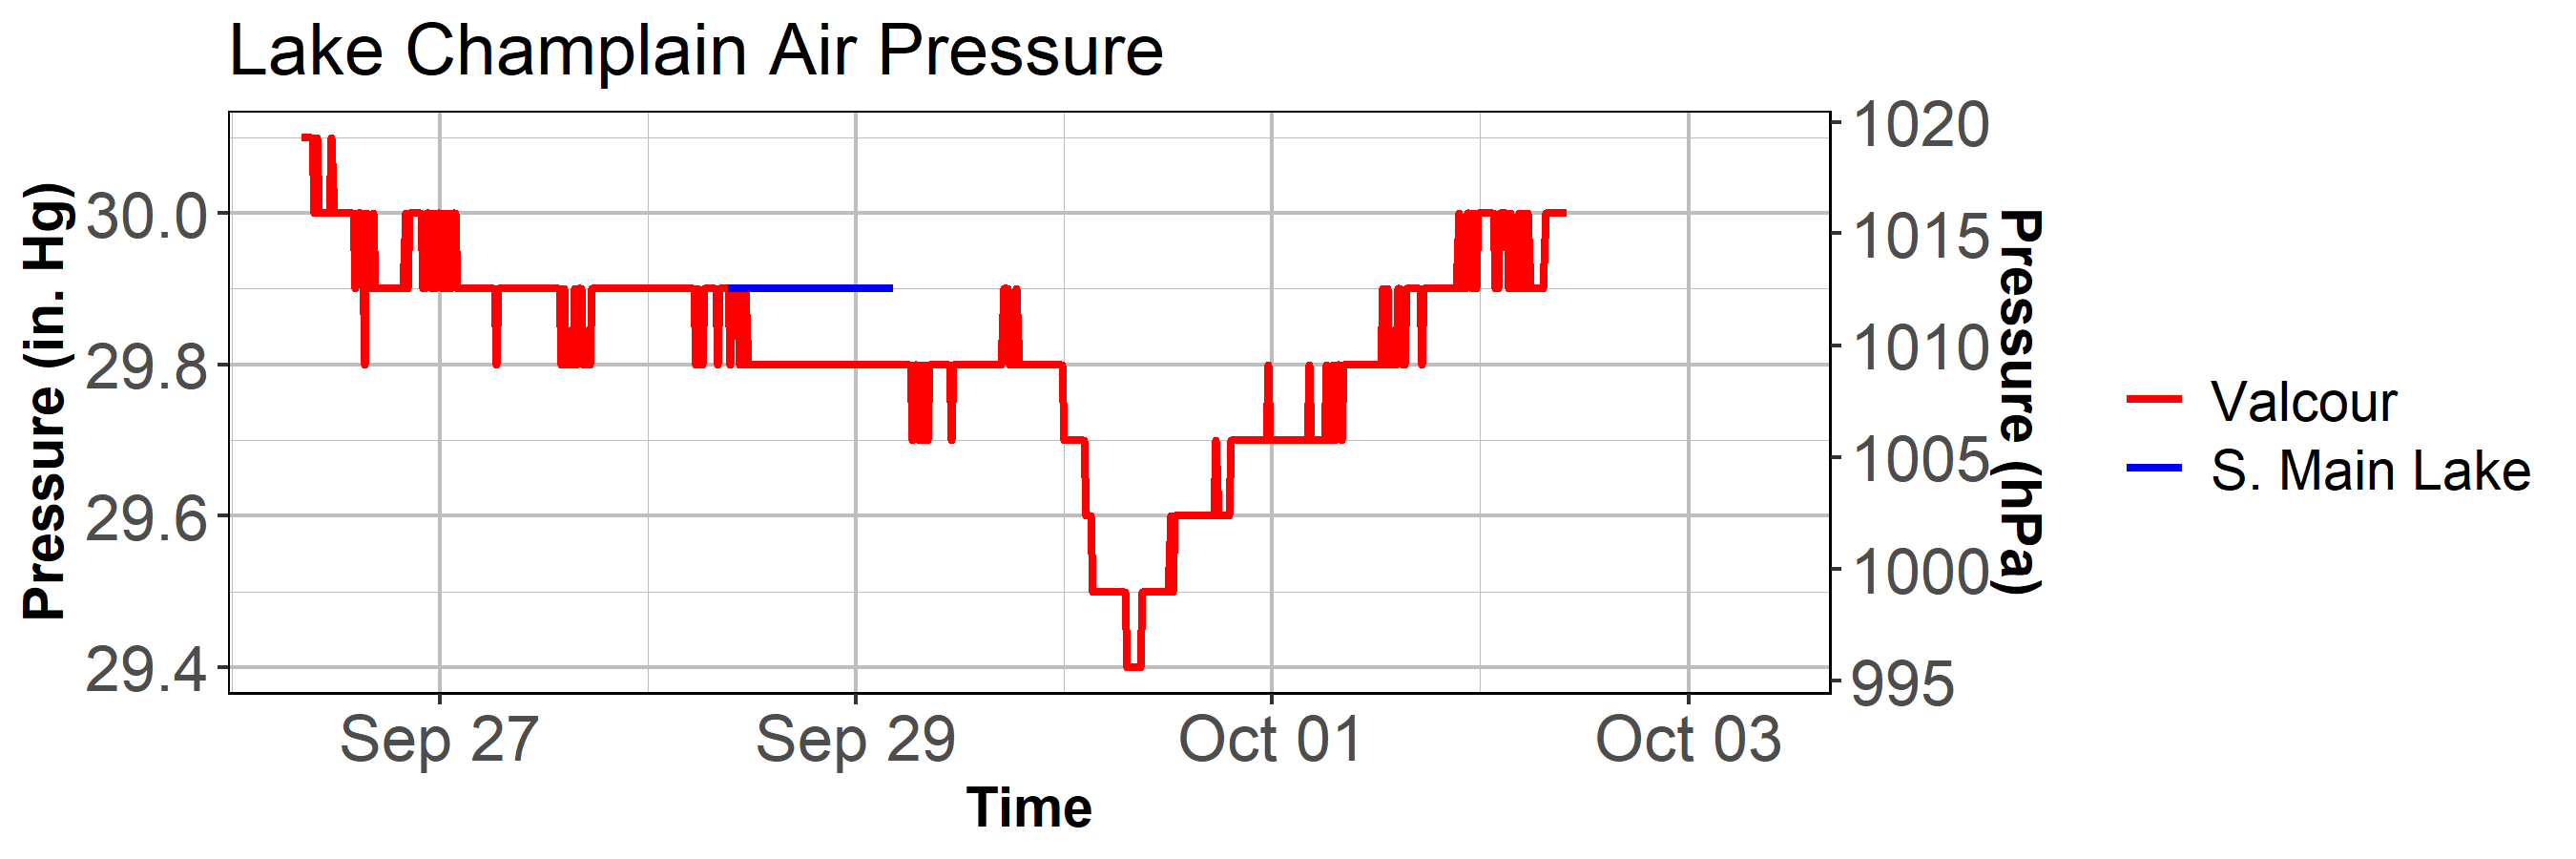 Lake Champlain Air Pressure
Pressure (in. Hg)
30.0
29.8
29.6
29.4
1020
1015
1010
1005
1000
995
Pressure (hPa)
Sep 27
Sep 29
Oct 01
Oct 03
Time
Valcour
S. Main Lake